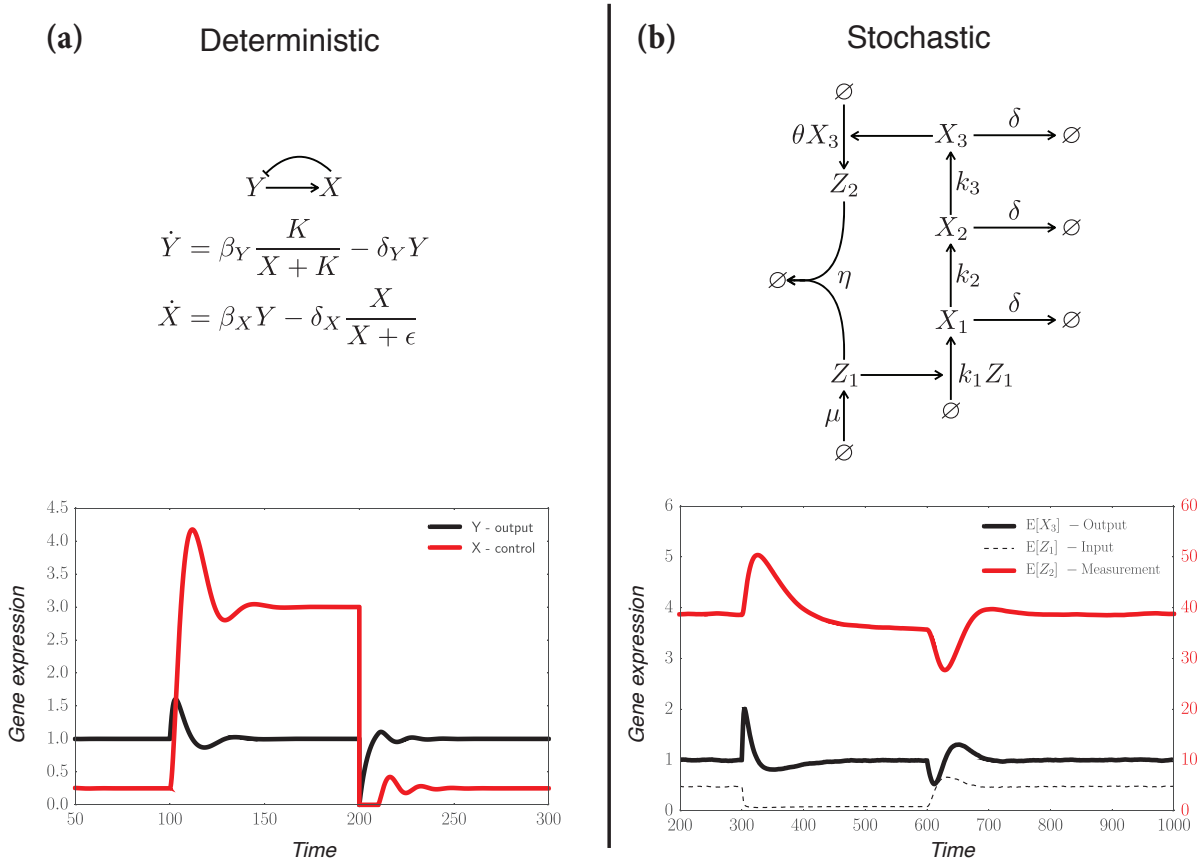 (a) Deterministic
Y X
Ẏ = β_Y K / (X + K) − δ_Y Y
Ẋ = β_X Y − δ_X X / (X + ϵ)
4.5
4.0
3.5
3.0
2.5
2.0
1.5
1.0
0.5
0.0
Gene expression
Y - output
X - control
50 100 150 200 250 300
Time
(b) Stochastic
∅
θX₃ X₃ δ ∅
Z₂ k₃
X₂ δ ∅
∅ η k₂
X₁ δ ∅
Z₁ k₁Z₁
μ ∅
∅
6
5
4
3
2
1
0
Gene expression
E[X₃] − Output
E[Z₁] − Input
E[Z₂] − Measurement
60
50
40
30
20
10
0
200 300 400 500 600 700 800 900 1000
Time